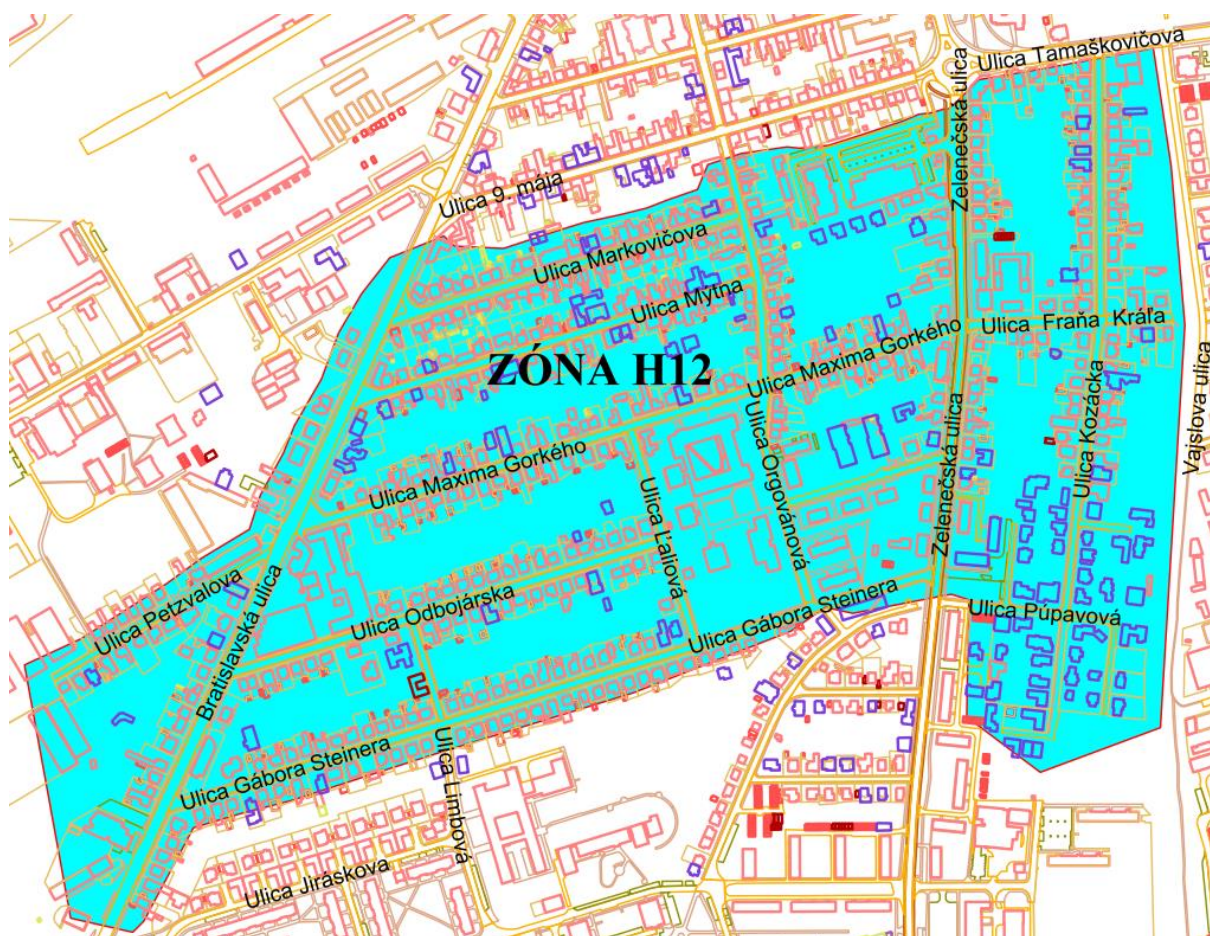 Ulica Tamaškovičova
Zelenečská ulica
Ulica 9. mája
Ulica Markovičova
Ulica Mýtna
Ulica Fraňa Kráľa
Ulica Maxima Gorkého
ZÓNA H12
Vajslova ulica
Ulica Kozácka
Ulica Orgovánová
Zelenečská ulica
Ulica Maxima Gorkého
Ulica Ľaliová
Ulica Petzvalova
Bratislavská ulica
Ulica Odbojárska
Ulica Gábora Steinera
Ulica Púpavová
Ulica Gábora Steinera
Ulica Limbová
Ulica Jiráskova